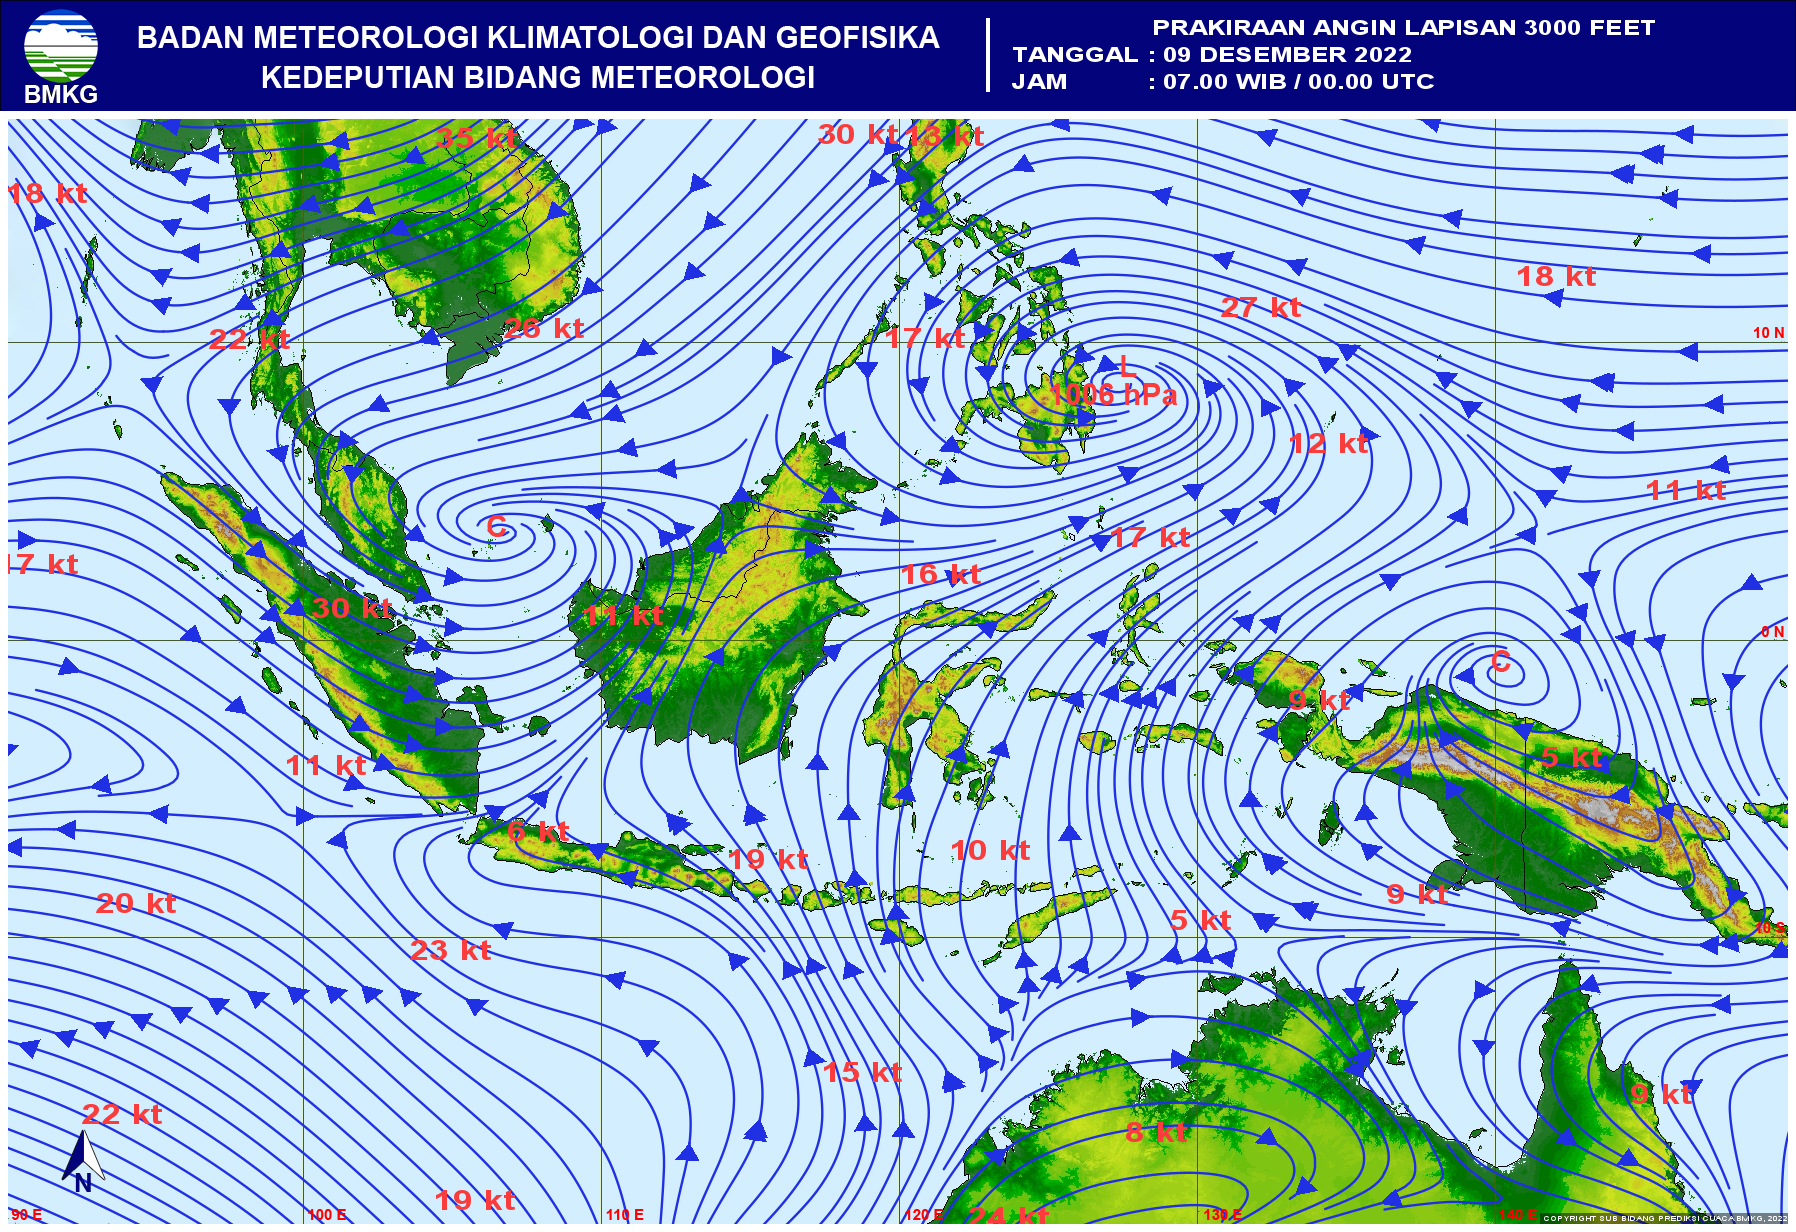 BADAN METEOROLOGI KLIMATOLOGI DAN GEOFISIKA
KEDEPUTIAN BIDANG METEOROLOGI
BMKG
PRAKIRAAN ANGIN LAPISAN 3000 FEET
TANGGAL : 09 DESEMBER 2022
JAM : 07.00 WIB / 00.00 UTC
35 kt
30 kt
13 kt
18 kt
18 kt
27 kt
22 kt
26 kt
17 kt
10 N
L
1006 hPa
12 kt
11 kt
C
17 kt
17 kt
16 kt
30 kt
11 kt
0 N
C
9 kt
11 kt
5 kt
6 kt
19 kt
10 kt
20 kt
9 kt
5 kt
10 S
23 kt
15 kt
22 kt
9 kt
8 kt
N
19 kt
24 kt
90 E
100 E
110 E
120 E
130 E
140 E
COPYRIGHT SUB BIDANG PREDIKSI CUACA BMKG, 2022